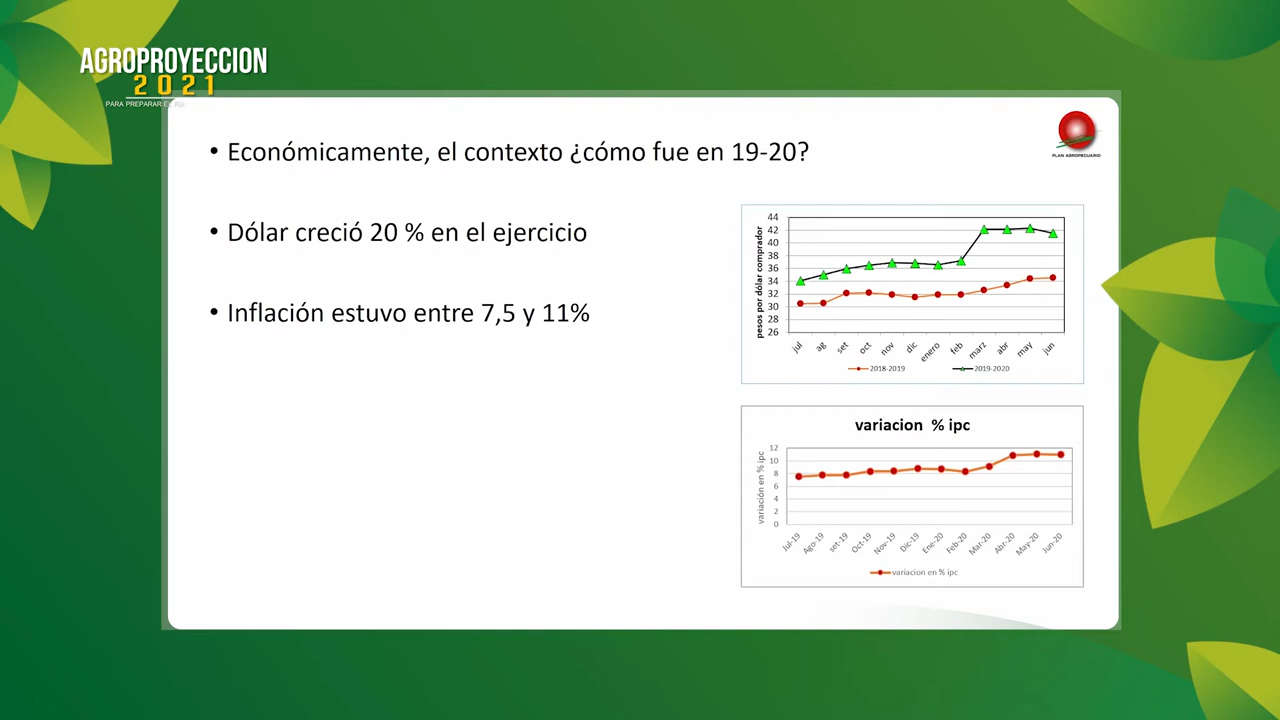 AGROPROYECCION
2021
PARA PREPARAR
• Económicamente, el contexto ¿cómo fue en 19-20?
• Dólar creció 20 % en el ejercicio
• Inflación estuvo entre 7,5 y 11%
PLAN AGROPECUARIO
pesos por dólar comprador
44
42
40
38
36
34
32
30
28
26
jul ag set oct nov dic enero feb marz abr may jun
2018-2019 2019-2020
variacion % ipc
variación en % ipc
12
10
8
6
4
2
0
Jul-19 Ago-19 set-19 Oct-19 Nov-19 Dic-19 Ene-20 Feb-20 Mar-20 Abr-20 May-20 Jun-20
variacion en % ipc